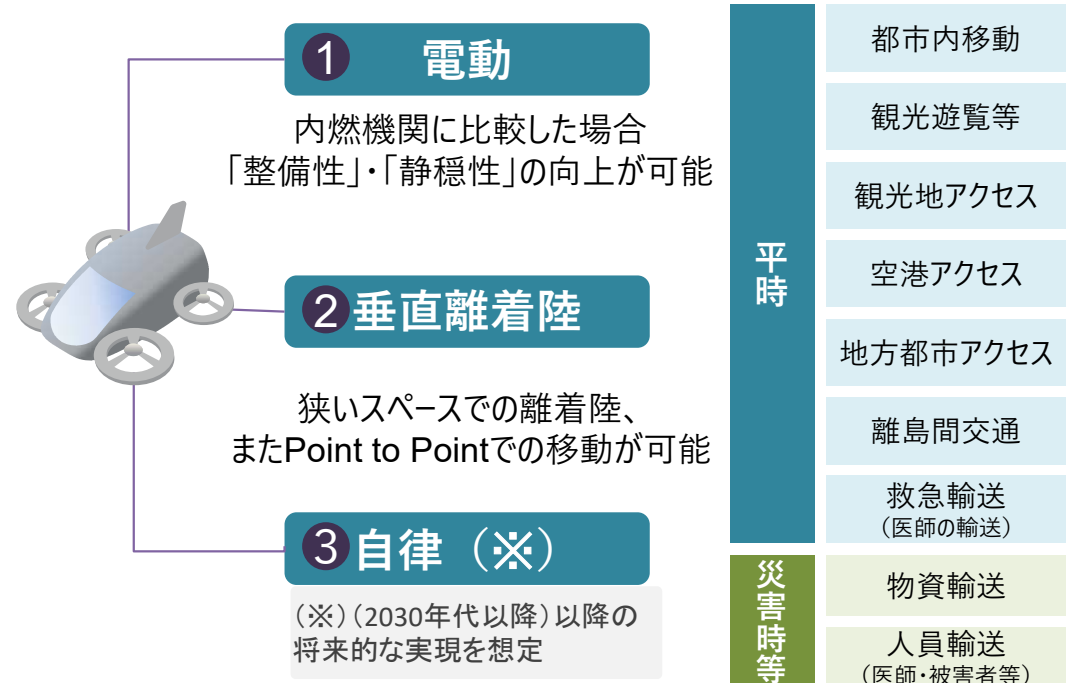 ❶ 電動
内燃機関に比較した場合
「整備性」・「静穏性」の向上が可能
❷垂直離着陸
狭いスペースでの離着陸、
またPoint to Pointでの移動が可能
❸自律（※）
（※）（2030年代以降）以降の
将来的な実現を想定
平時
都市内移動
観光遊覧等
観光地アクセス
空港アクセス
地方都市アクセス
離島間交通
救急輸送
（医師の輸送）
災害時等
物資輸送
人員輸送
（医師・被害者等）